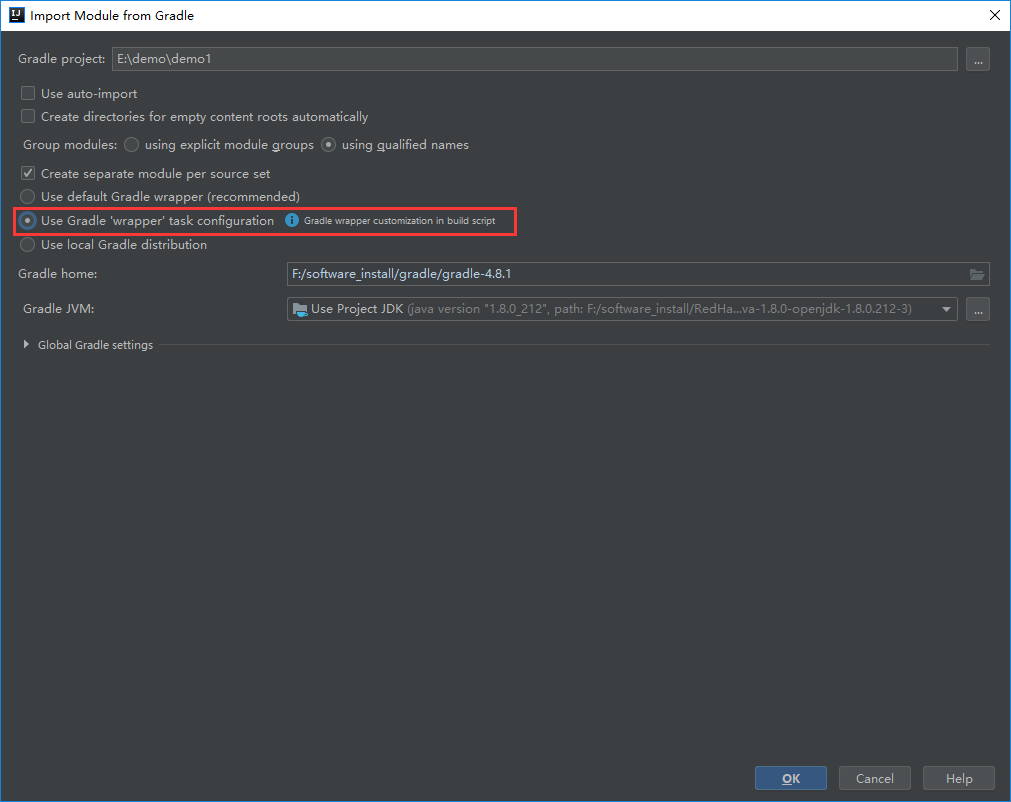 Import Module from Gradle
Gradle project: E:\demo\demo1 ...
Use auto-import
Create directories for empty content roots automatically
Group modules: using explicit module groups using qualified names
Create separate module per source set
Use default Gradle wrapper (recommended)
Use Gradle 'wrapper' task configuration Gradle wrapper customization in build script
Use local Gradle distribution
Gradle home: F:/software_install/gradle/gradle-4.8.1
Gradle JVM: Use Project JDK (java version "1.8.0_212", path: F:/software_install/RedHa...va-1.8.0-openjdk-1.8.0.212-3) ...
Global Gradle settings
OK Cancel Help